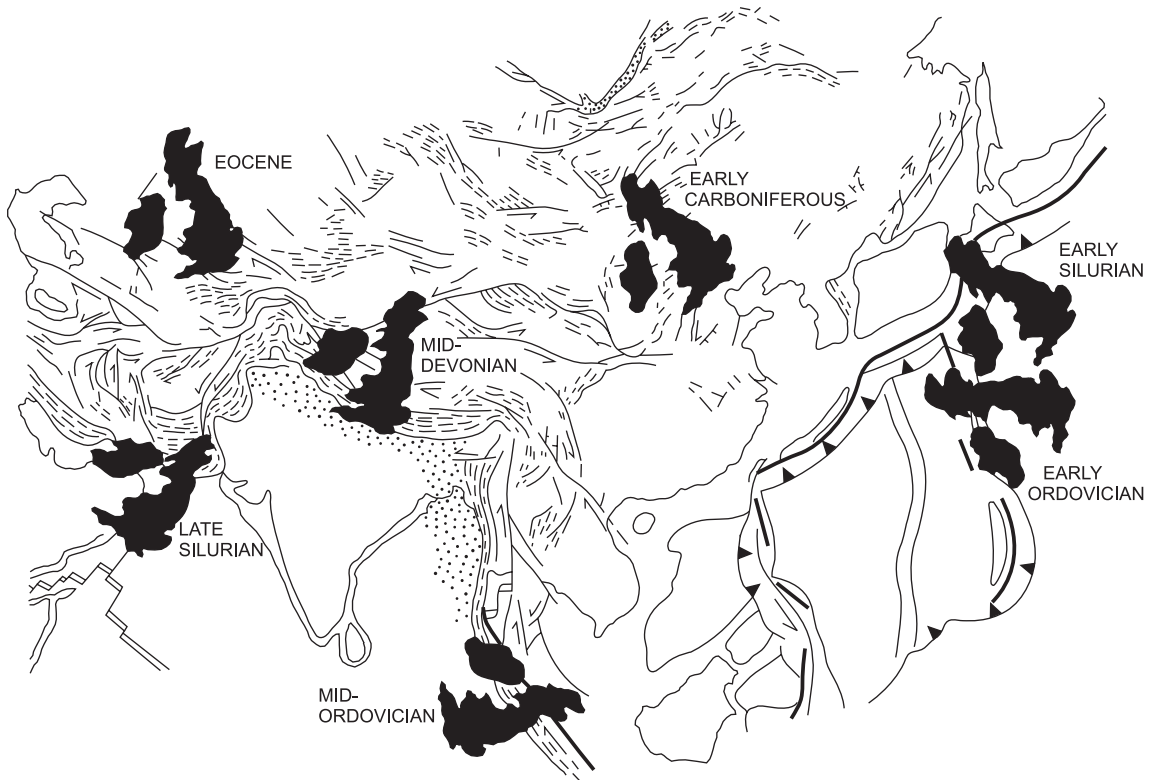 EOCENE
EARLY
CARBONIFEROUS
EARLY
SILURIAN
MID-
DEVONIAN
EARLY
ORDOVICIAN
LATE
SILURIAN
MID-
ORDOVICIAN